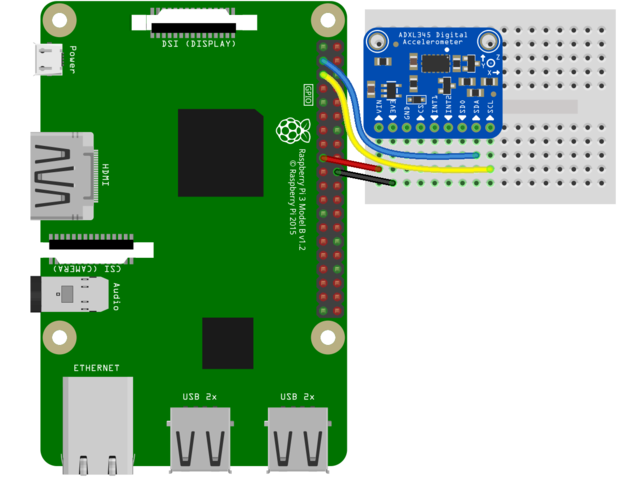 DSI (DISPLAY)
Power
GPIO
HDMI
Raspberry Pi 3 Model B v1.2
© Raspberry Pi 2015
CSI (CAMERA)
Audio
ETHERNET
USB 2x
USB 2x
ADXL345 Digital
Accelerometer
Y
Z
X
VIN
GND
CS
INT1
INT2
SDO
SDA
SCL